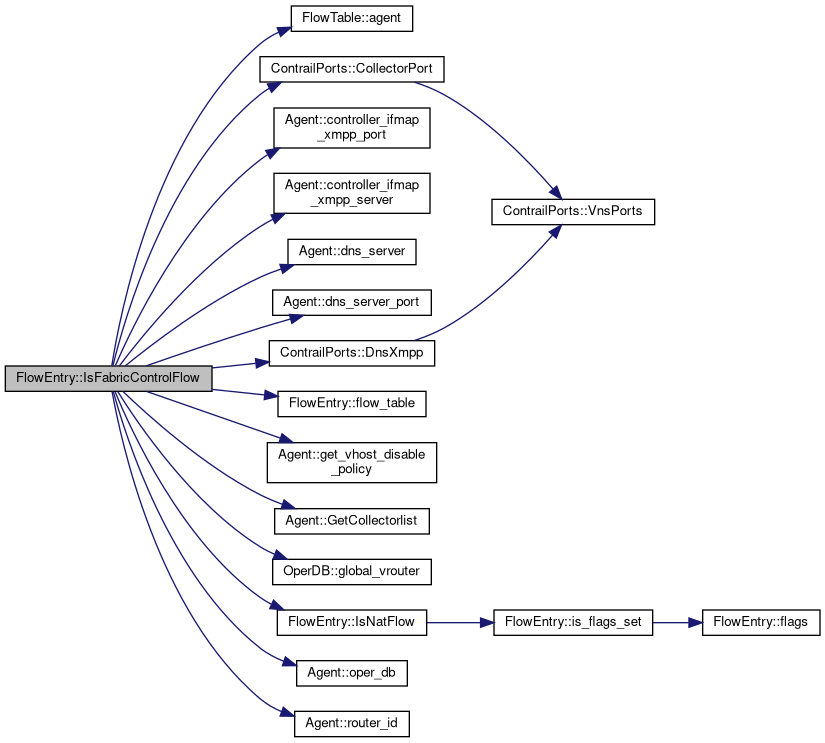 FlowTable::agent
ContrailPorts::CollectorPort
Agent::controller_ifmap
_xmpp_port
Agent::controller_ifmap
_xmpp_server
ContrailPorts::VnsPorts
Agent::dns_server
Agent::dns_server_port
ContrailPorts::DnsXmpp
FlowEntry::IsFabricControlFlow
FlowEntry::flow_table
Agent::get_vhost_disable
_policy
Agent::GetCollectorlist
OperDB::global_vrouter
FlowEntry::IsNatFlow
FlowEntry::is_flags_set
FlowEntry::flags
Agent::oper_db
Agent::router_id